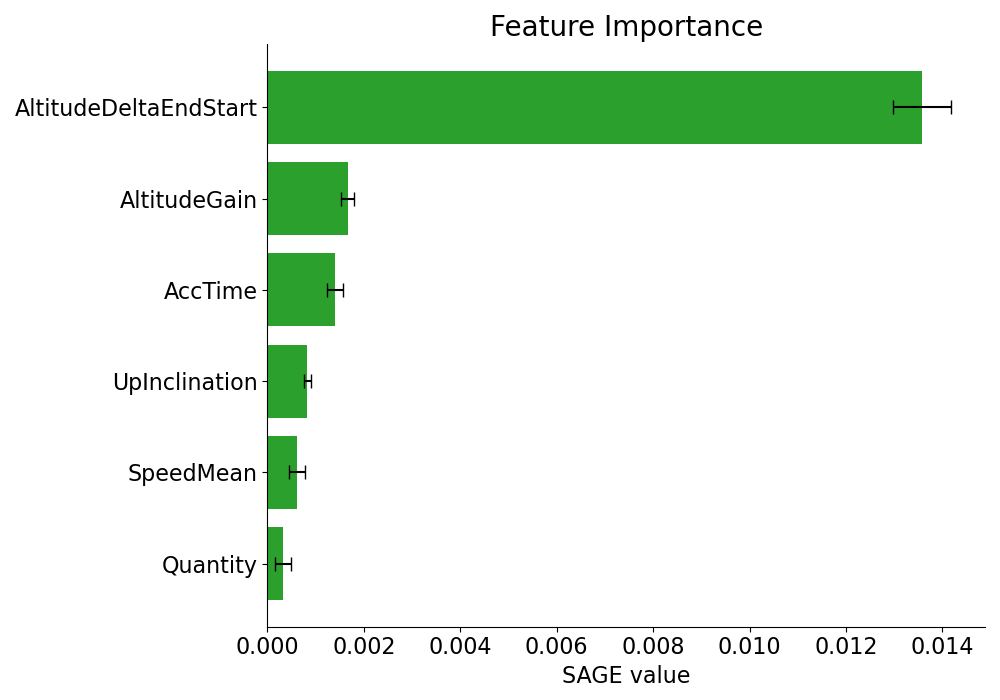 Feature Importance
AltitudeDeltaEndStart
AltitudeGain
AccTime
UpInclination
SpeedMean
Quantity
0.000 0.002 0.004 0.006 0.008 0.010 0.012 0.014
SAGE value